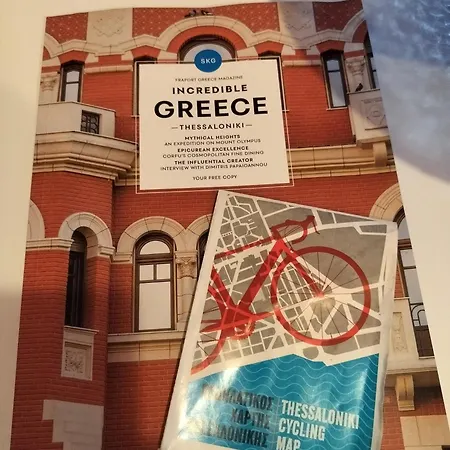 SKG
FRAPORT GREECE MAGAZINE
INCREDIBLE
GREECE
—THESSALONIKI—
MYTHICAL HEIGHTS
AN EXPEDITION ON MOUNT OLYMPUS
EPICUREAN EXCELLENCE
CORFU'S COSMOPOLITAN FINE DINING
THE INFLUENTIAL CREATOR
INTERVIEW WITH DIMITRIS PAPAIOANNOU
YOUR FREE COPY
THESSALONIKI
ΧΑΡΤΗΣ CYCLING
MAP